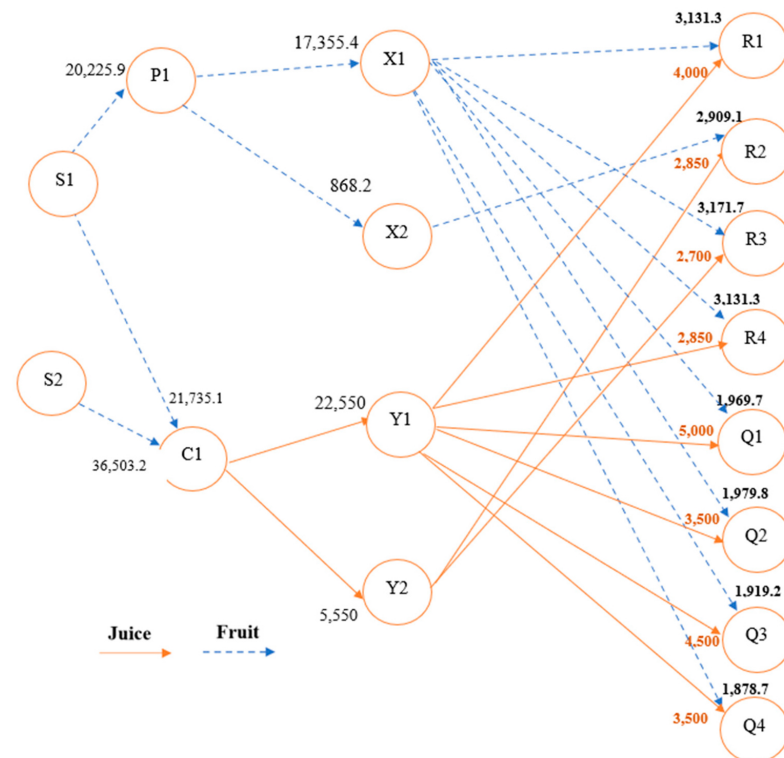 3,131.3
R1
17,355.4
X1
20,225.9
P1
4,000
2,909.1
R2
2,850
S1
868.2
X2
3,171.7
R3
2,700
3,131.3
R4
2,850
S2
21,735.1
1,969.7
22,550
Y1
5,000
Q1
C1
36,503.2
1,979.8
3,500
Q2
Y2
5,550
1,919.2
Q3
4,500
Juice
Fruit
1,878.7
3,500
Q4